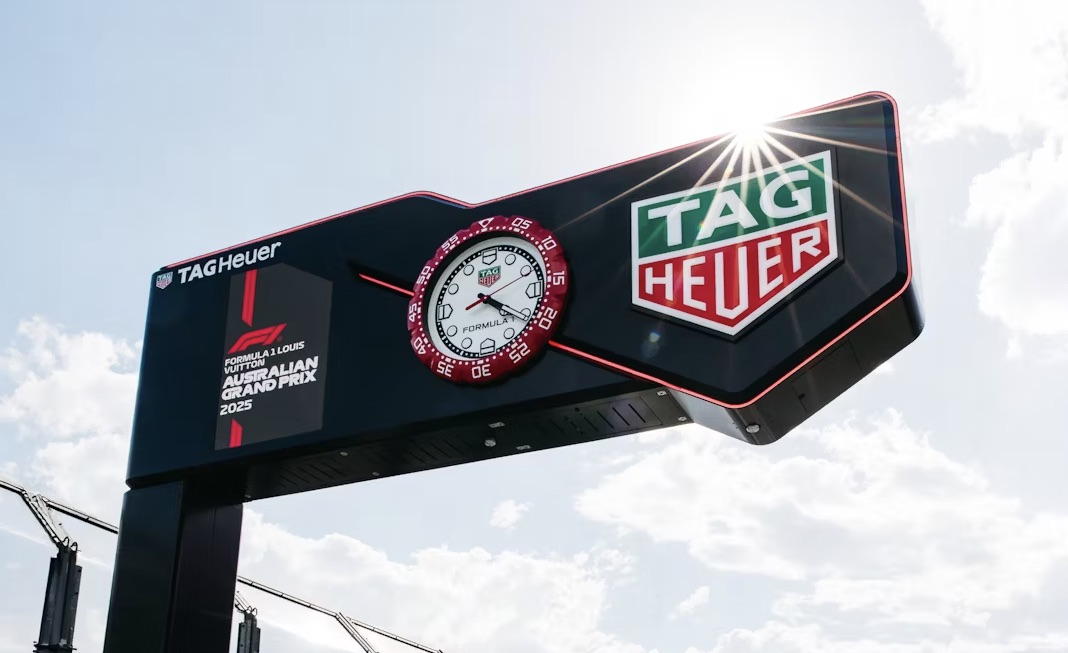 TAGHeuer
FORMULA 1 LOUIS
VUITTON
AUSTRALIAN
GRAND PRIX
2025
05
10
15
20
25
30
35
40
45
50
55
TAG
HEUER
FORMULA 1
TAG
HEUER